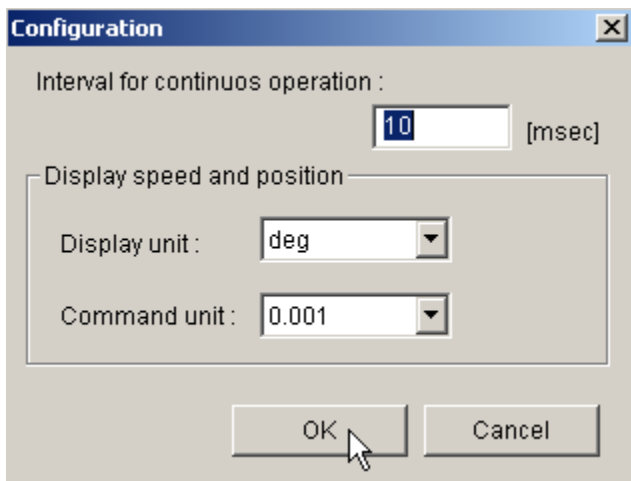 Configuration
Interval for continuos operation :
10 [msec]
Display speed and position
Display unit : deg
Command unit : 0.001
OK Cancel